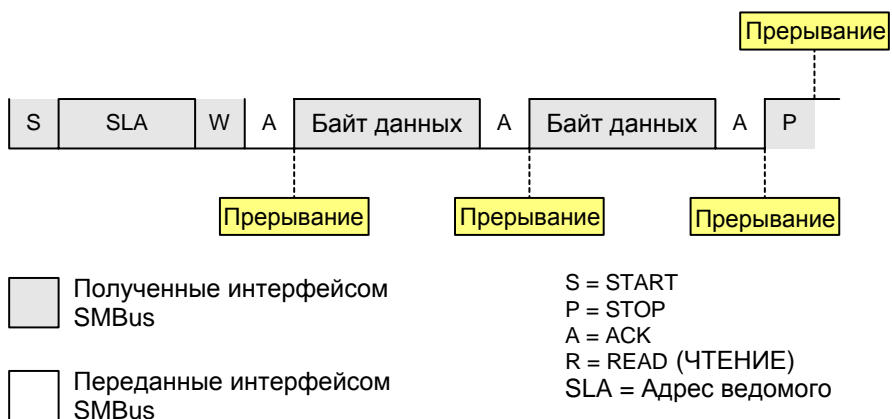 Прерывание
S SLA W A Байт данных A Байт данных A P
Прерывание Прерывание Прерывание
Полученные интерфейсом
SMBus
Переданные интерфейсом
SMBus
S = START
P = STOP
A = ACK
R = READ (ЧТЕНИЕ)
SLA = Адрес ведомого